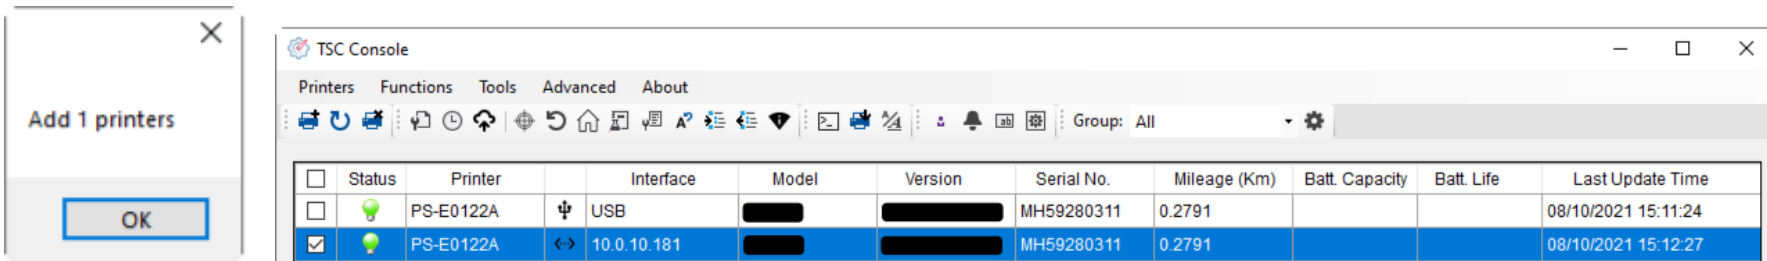 Add 1 printers
OK
TSC Console
Printers Functions Tools Advanced About
Group: All
Status Printer Interface Model Version Serial No. Mileage (Km) Batt. Capacity Batt. Life Last Update Time
PS-E0122A USB MH59280311 0.2791 08/10/2021 15:11:24
PS-E0122A 10.0.10.181 MH59280311 0.2791 08/10/2021 15:12:27